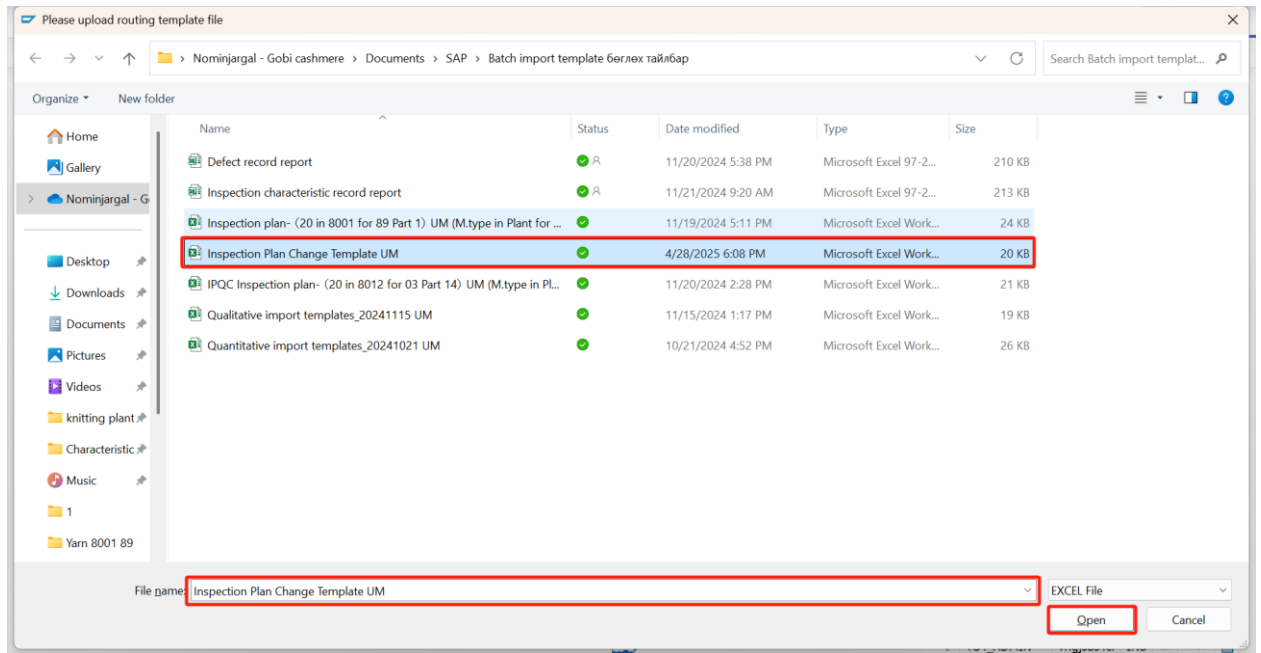 Please upload routing template file
Nominjargal - Gobi cashmere > Documents > SAP > Batch import template бөглөх тайлбар
Search Batch import templat...
Organize New folder
Name Status Date modified Type Size
Home
Gallery
Nominjargal - G
Desktop
Downloads
Documents
Pictures
Videos
knitting plant
Characteristic
Music
1
Yarn 8001 89
Defect record report 11/20/2024 5:38 PM Microsoft Excel 97-2... 210 KB
Inspection characteristic record report 11/21/2024 9:20 AM Microsoft Excel 97-2... 213 KB
Inspection plan-（20 in 8001 for 89 Part 1）UM (M.type in Plant for ... 11/19/2024 5:11 PM Microsoft Excel Work... 24 KB
Inspection Plan Change Template UM 4/28/2025 6:08 PM Microsoft Excel Work... 20 KB
IPQC Inspection plan-（20 in 8012 for 03 Part 14）UM (M.type in Pl... 11/20/2024 2:28 PM Microsoft Excel Work... 21 KB
Qualitative import templates_20241115 UM 11/15/2024 1:17 PM Microsoft Excel Work... 19 KB
Quantitative import templates_20241021 UM 10/21/2024 4:52 PM Microsoft Excel Work... 26 KB
File name: Inspection Plan Change Template UM EXCEL File
Open Cancel